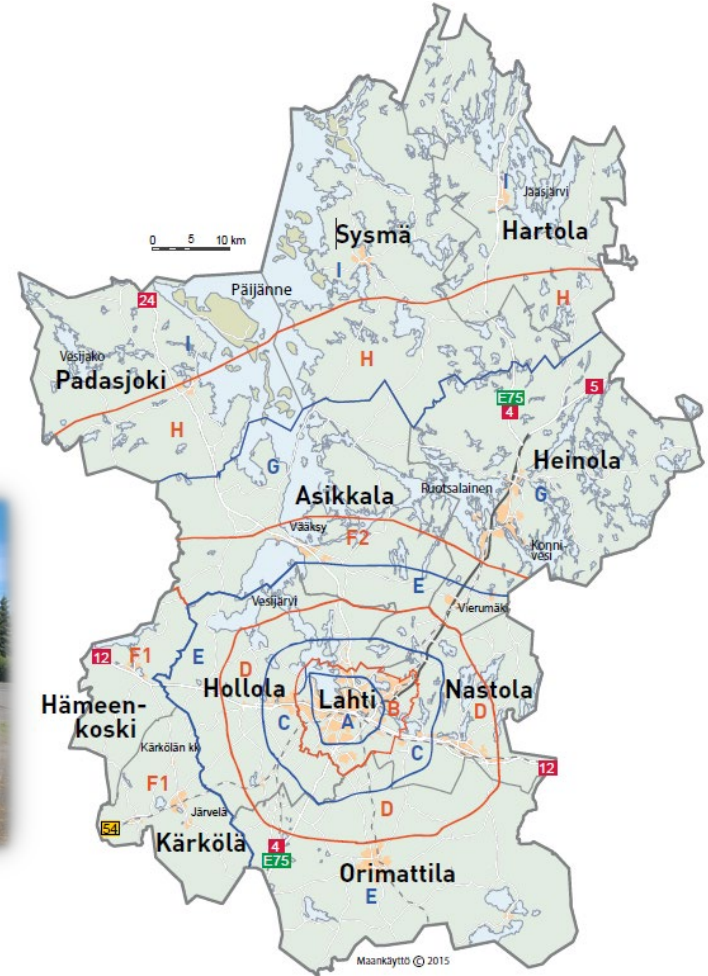 I
Jääsjärvi
0 5 10 km
Sysmä
Hartola
I
24
Päijänne
H
I
Vesijako
Padasjoki
H
E75
4
5
H
Heinola
G
Asikkala
Ruotsalainen
G
Vääksy
F2
Konni-
vesi
E
Vesijärvi
Vierumäki
12
F1
E
D
Hollola
Lahti
Nastola
Hämeen-
koski
A
B
D
C
C
Kärkölän kk
12
F1
D
Järvelä
54
Kärkölä
4
E75
Orimattila
E
Maankäyttö © 2015